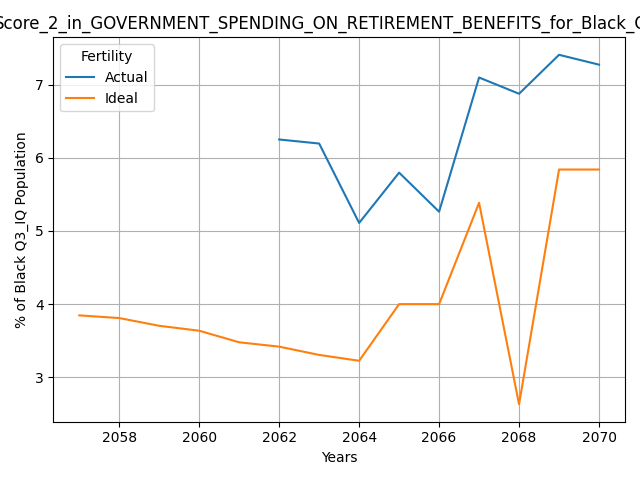 Score_2_in_GOVERNMENT_SPENDING_ON_RETIREMENT_BENEFITS_for_Black_
Fertility
Actual
Ideal
% of Black Q3_IQ Population
7
6
5
4
3
2058 2060 2062 2064 2066 2068 2070
Years